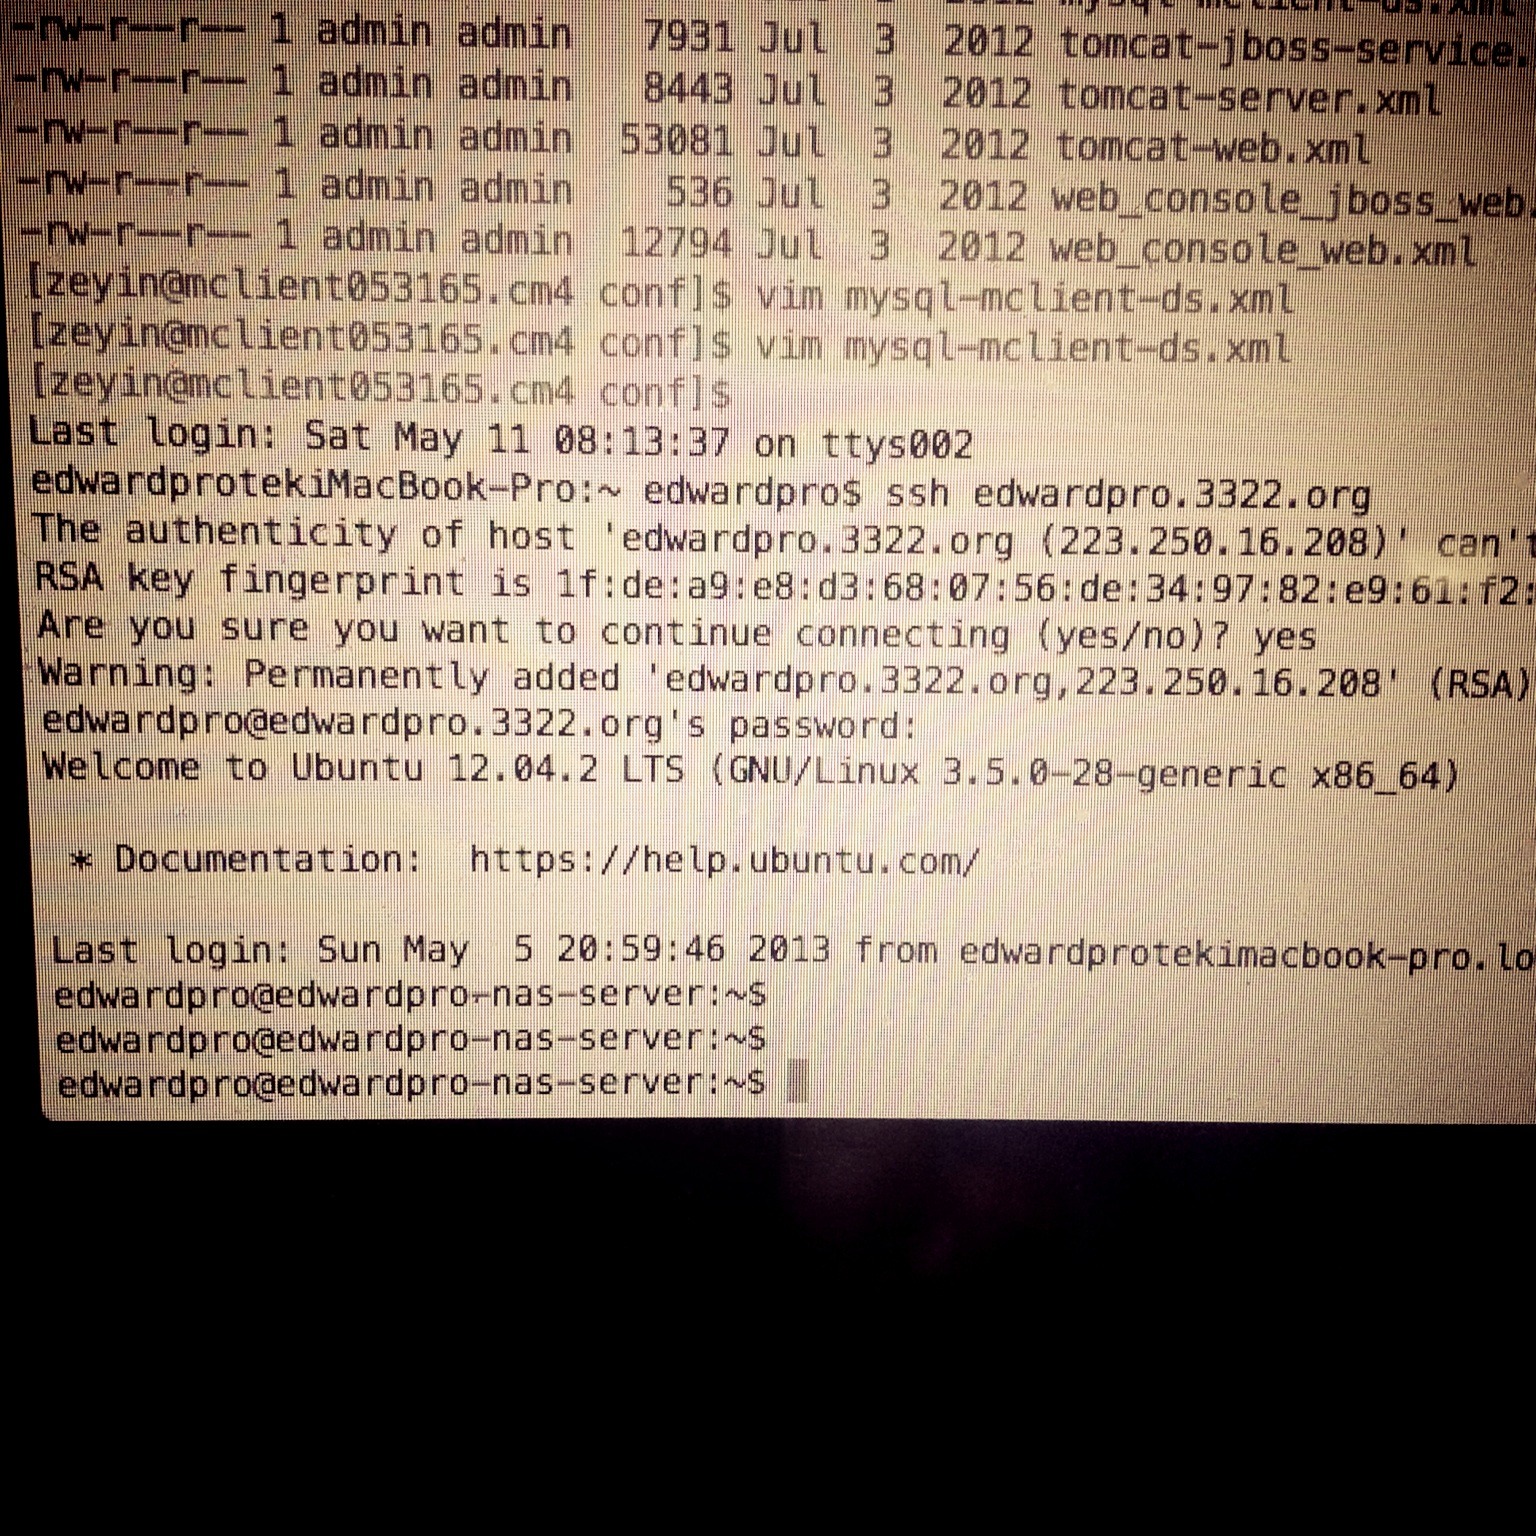 -rw-r--r-- 1 admin admin 7931 Jul 3 2012 tomcat-jboss-service.
-rw-r--r-- 1 admin admin 8443 Jul 3 2012 tomcat-server.xml
-rw-r--r-- 1 admin admin 53081 Jul 3 2012 tomcat-web.xml
-rw-r--r-- 1 admin admin 536 Jul 3 2012 web_console_jboss_web.
-rw-r--r-- 1 admin admin 12794 Jul 3 2012 web_console_web.xml
[zeyin@mclient053165.cm4 conf]$ vim mysql-mclient-ds.xml
[zeyin@mclient053165.cm4 conf]$ vim mysql-mclient-ds.xml
[zeyin@mclient053165.cm4 conf]$
Last login: Sat May 11 08:13:37 on ttys002
edwardprotekiMacBook-Pro:~ edwardpro$ ssh edwardpro.3322.org
The authenticity of host 'edwardpro.3322.org (223.250.16.208)' can't
RSA key fingerprint is 1f:de:a9:e8:d3:68:07:56:de:34:97:82:e9:61:f2:
Are you sure you want to continue connecting (yes/no)? yes
Warning: Permanently added 'edwardpro.3322.org,223.250.16.208' (RSA)
edwardpro@edwardpro.3322.org's password:
Welcome to Ubuntu 12.04.2 LTS (GNU/Linux 3.5.0-28-generic x86_64)
* Documentation: https://help.ubuntu.com/
Last login: Sun May 5 20:59:46 2013 from edwardprotekimacbook-pro.lo
edwardpro@edwardpro-nas-server:~$
edwardpro@edwardpro-nas-server:~$
edwardpro@edwardpro-nas-server:~$